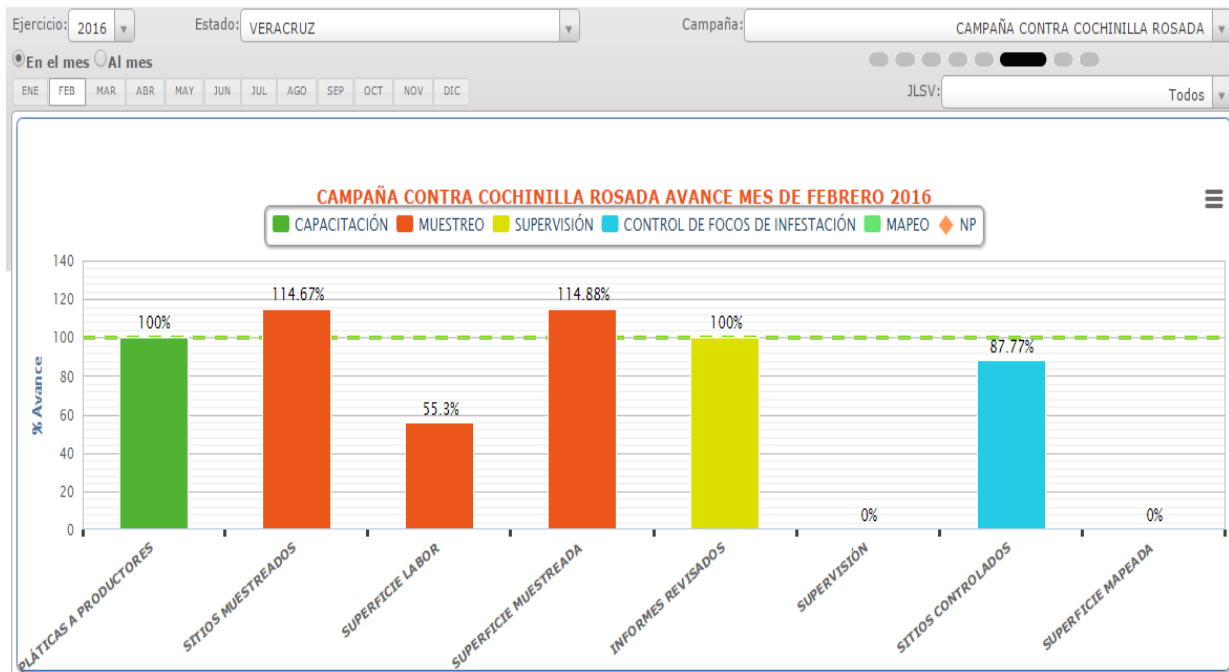 Ejercicio: 2016 Estado: VERACRUZ Campaña: CAMPAÑA CONTRA COCHINILLA ROSADA
En el mes Al mes
ENE FEB MAR ABR MAY JUN JUL AGO SEP OCT NOV DIC JLSV: Todos
CAMPAÑA CONTRA COCHINILLA ROSADA AVANCE MES DE FEBRERO 2016
CAPACITACIÓN MUESTREO SUPERVISIÓN CONTROL DE FOCOS DE INFESTACIÓN MAPEO NP
% Avance
140
120
100
80
60
40
20
0
100%
114.67%
55.3%
114.88%
100%
0%
87.77%
0%
PLÁTICAS A PRODUCTORES
SITIOS MUESTREADOS
SUPERFICIE LABOR
SUPERFICIE MUESTREADA
INFORMES REVISADOS
SUPERVISIÓN
SITIOS CONTROLADOS
SUPERFICIE MAPEADA